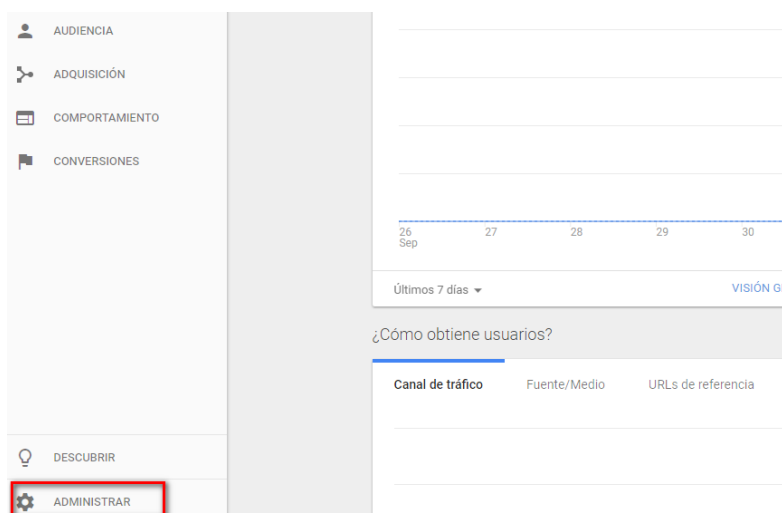 AUDIENCIA
ADQUISICIÓN
COMPORTAMIENTO
CONVERSIONES
DESCUBRIR
ADMINISTRAR
26 27 28 29 30
Sep
Últimos 7 días
VISIÓN G
¿Cómo obtiene usuarios?
Canal de tráfico Fuente/Medio URLs de referencia